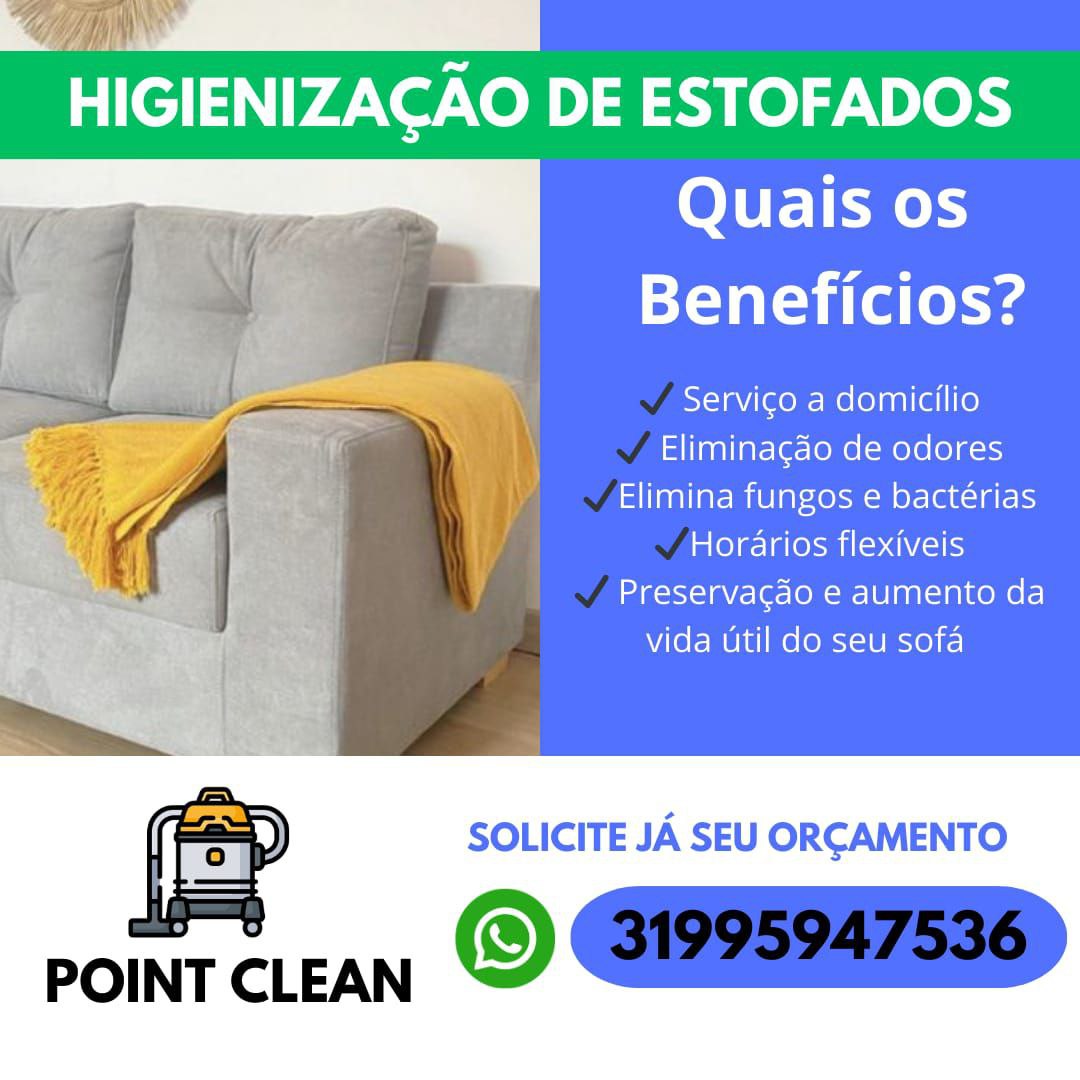 HIGIENIZAÇÃO DE ESTOFADOS
Quais os
Benefícios?
✔ Serviço a domicílio
✔ Eliminação de odores
✔Elimina fungos e bactérias
✔Horários flexíveis
✔ Preservação e aumento da
vida útil do seu sofá
SOLICITE JÁ SEU ORÇAMENTO
31995947536
POINT CLEAN